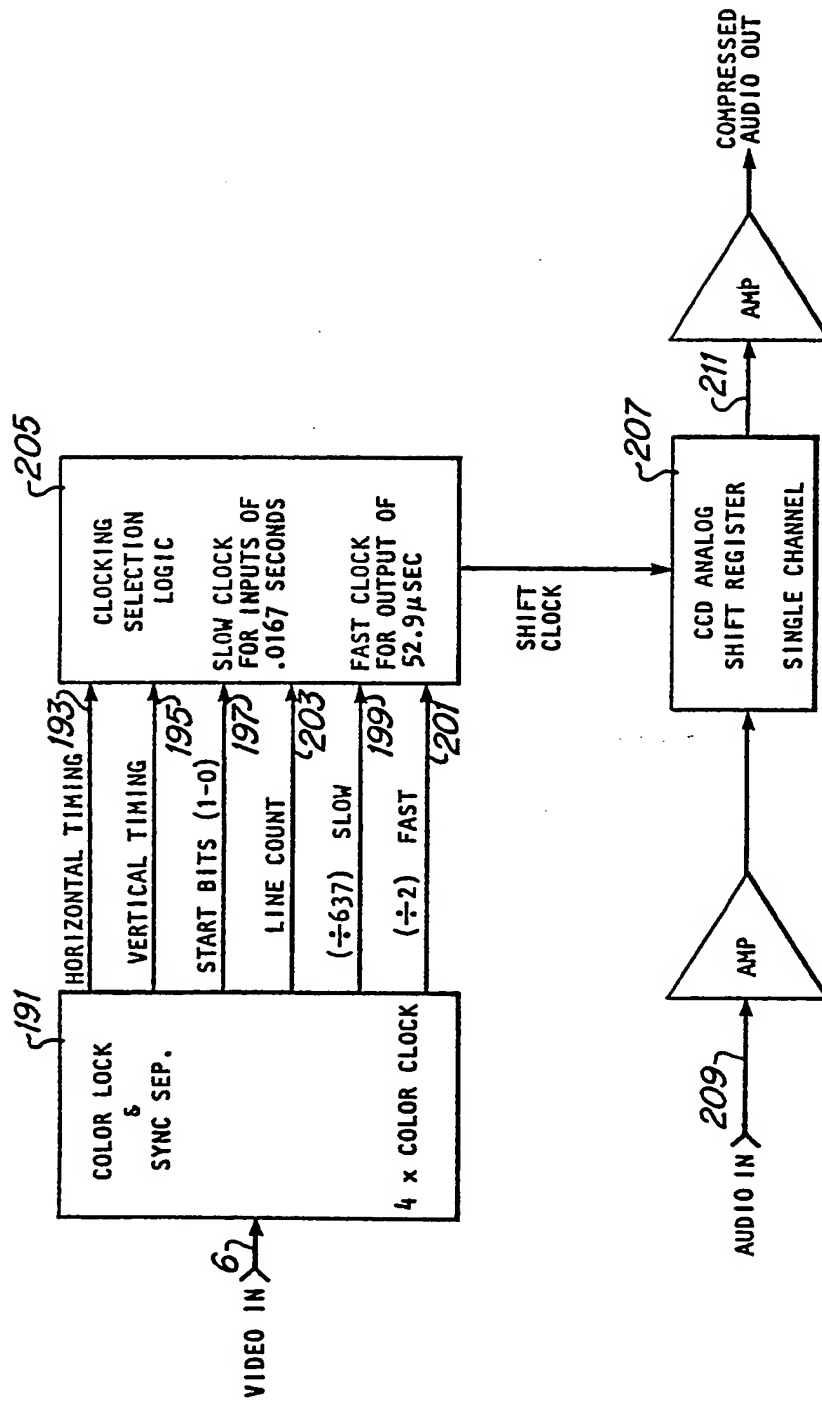 VIDEO IN
6
191
COLOR LOCK
&
SYNC SEP.
4 x COLOR CLOCK
HORIZONTAL TIMING
193
VERTICAL TIMING
195
START BITS (1-0)
197
LINE COUNT
203
(÷637) SLOW
199
(÷2) FAST
201
205
CLOCKING
SELECTION
LOGIC
SLOW CLOCK
FOR INPUTS OF
.0167 SECONDS
FAST CLOCK
FOR OUTPUT OF
52.9µSEC
SHIFT
CLOCK
AUDIO IN
209
AMP
207
CCD ANALOG
SHIFT REGISTER
SINGLE CHANNEL
211
AMP
COMPRESSED
AUDIO OUT